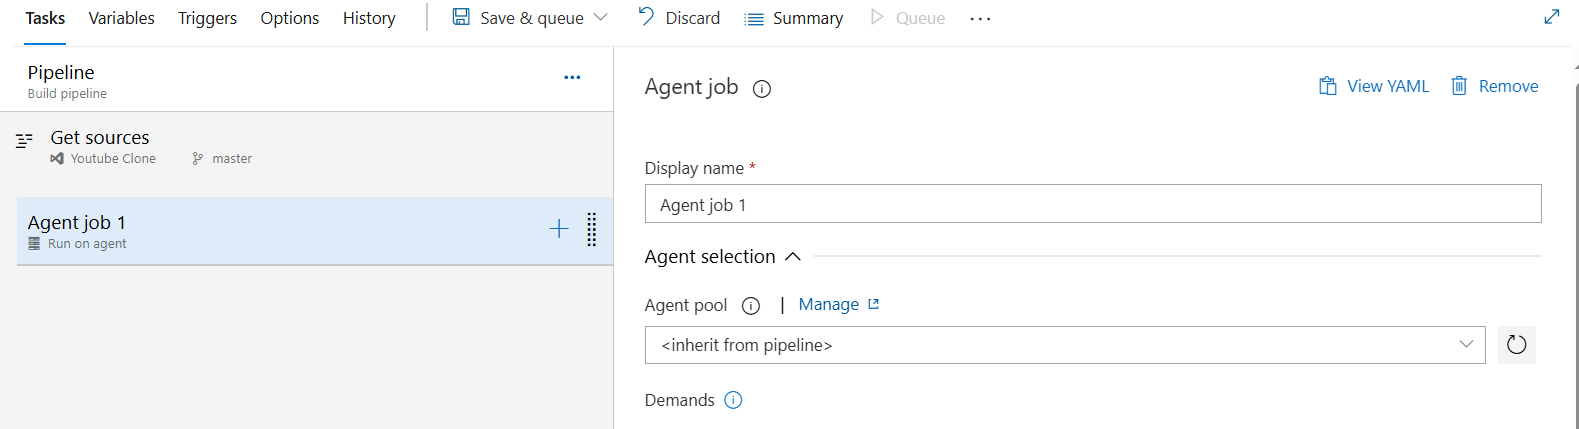 Tasks Variables Triggers Options History Save & queue Discard Summary Queue ...
Pipeline ...
Build pipeline
Get sources
Youtube Clone master
Agent job 1
Run on agent
Agent job View YAML Remove
Display name *
Agent job 1
Agent selection
Agent pool | Manage
<inherit from pipeline>
Demands